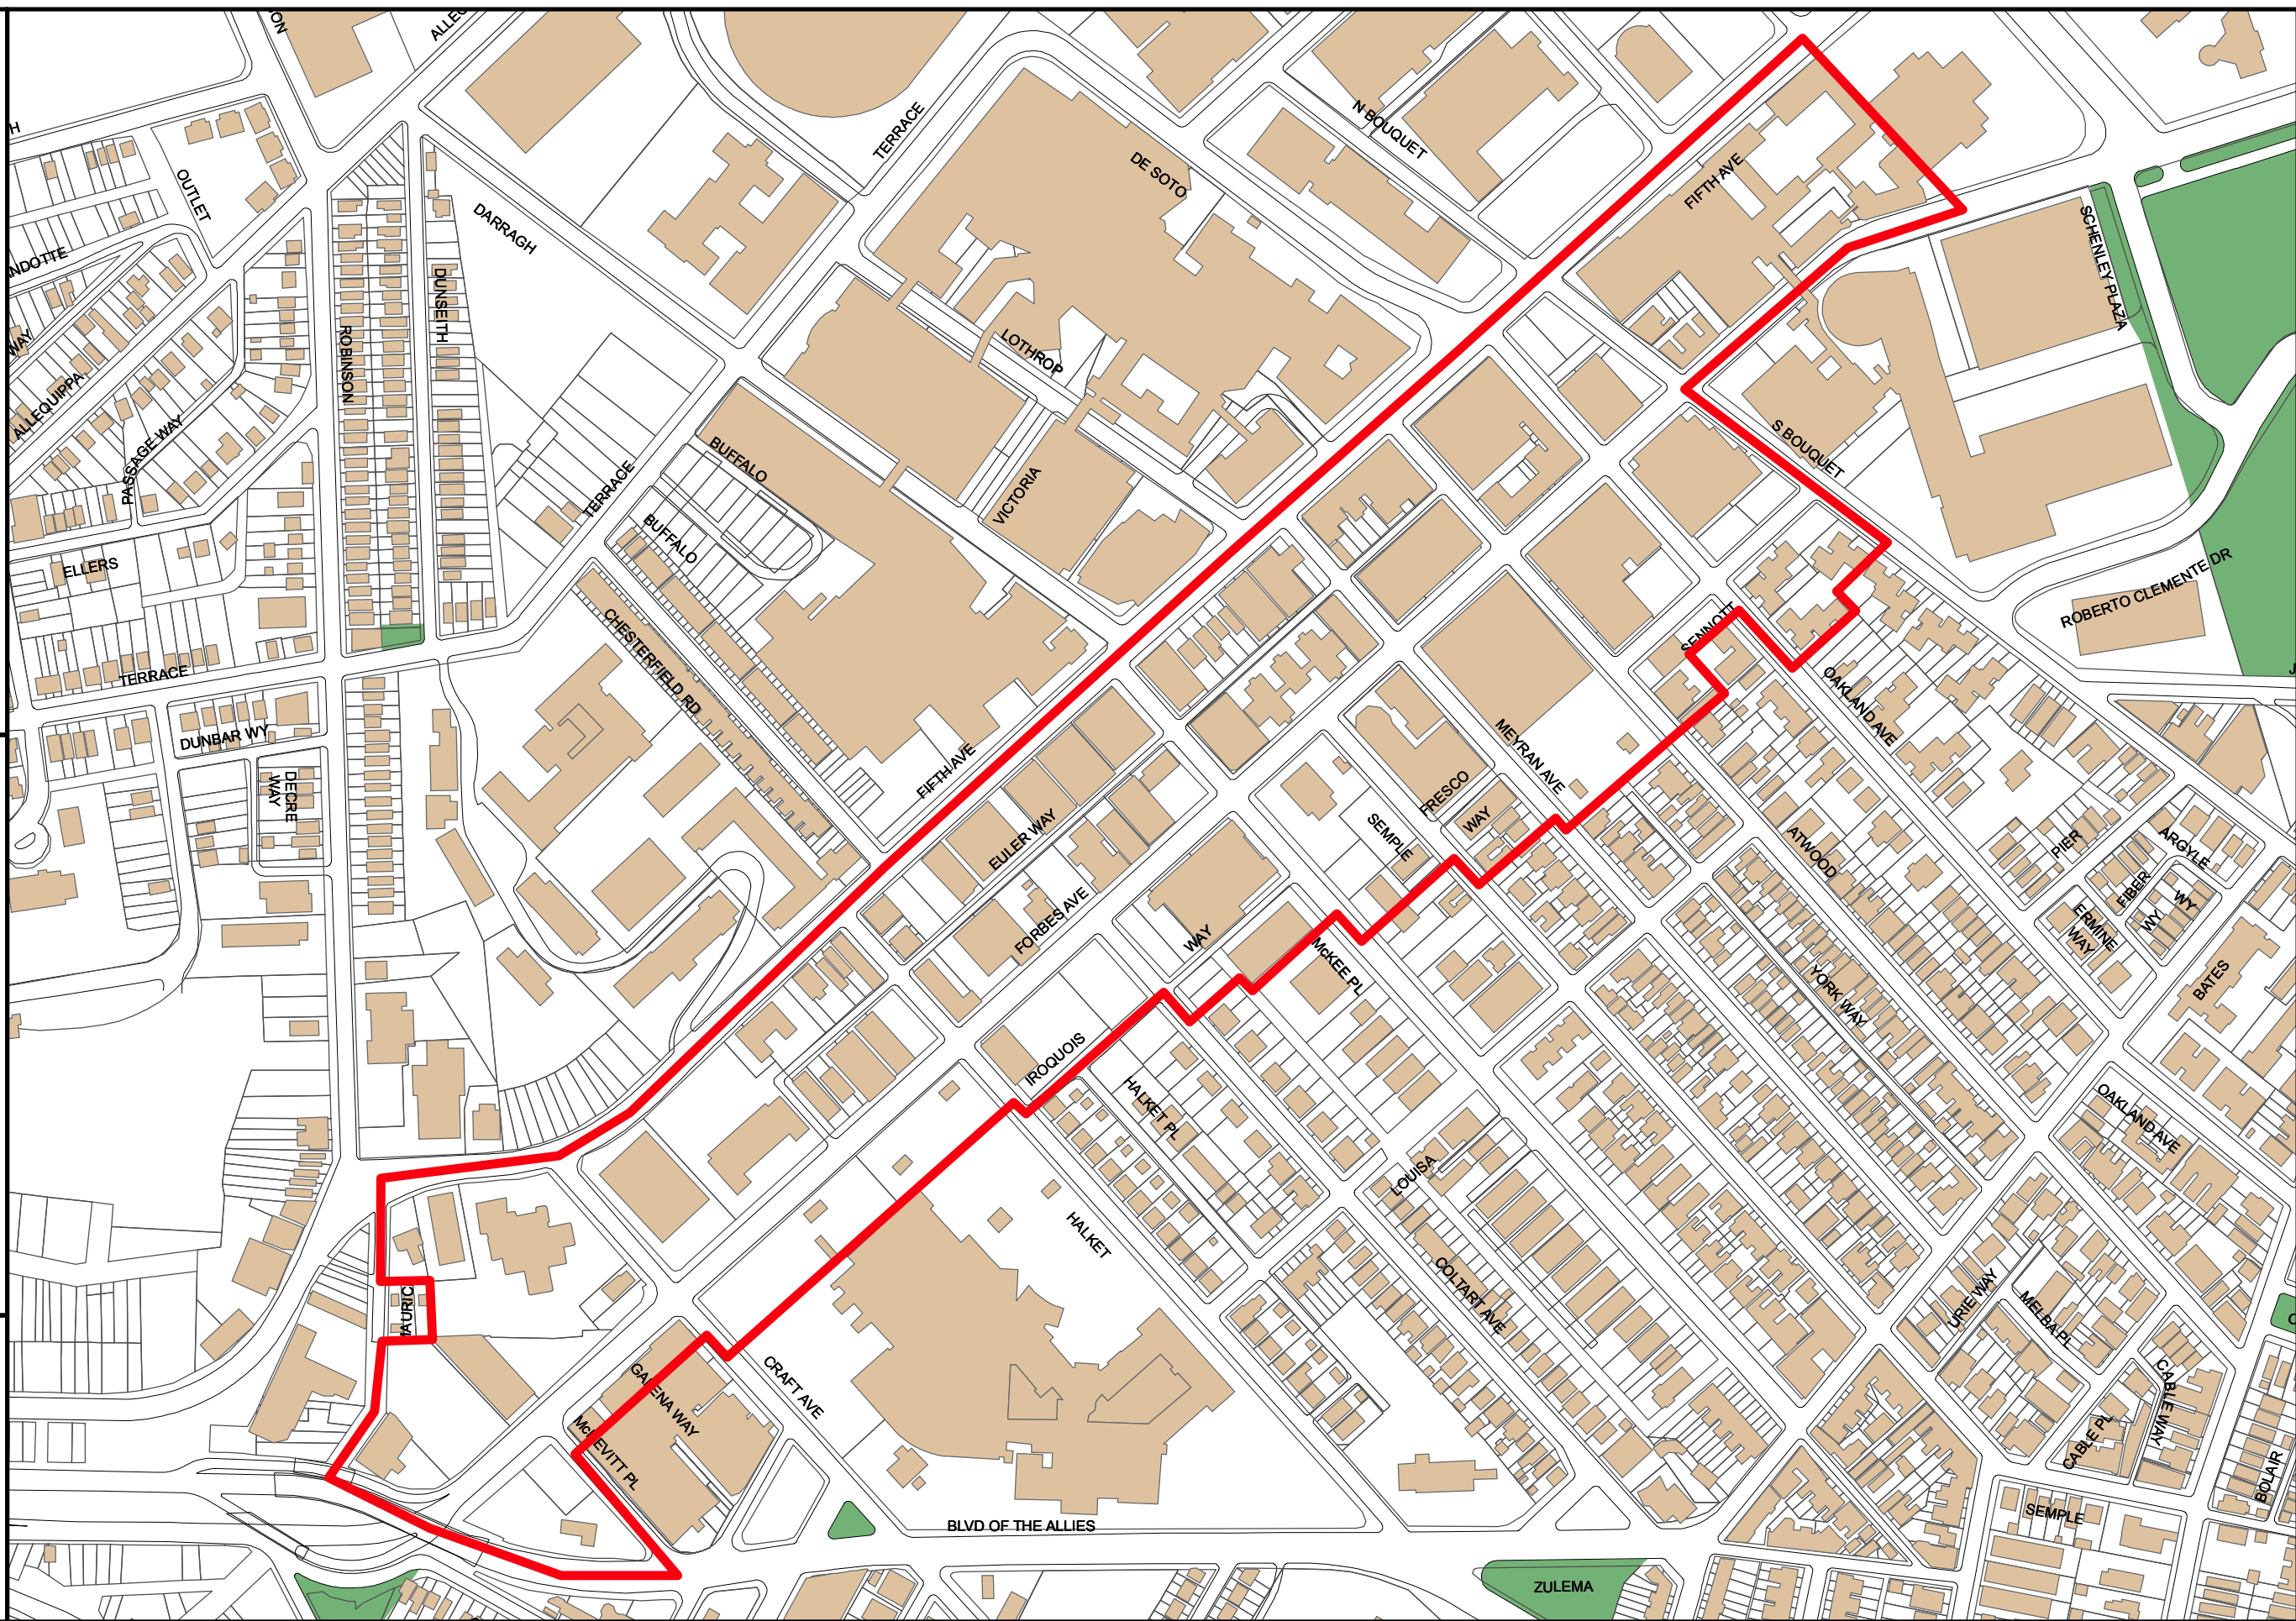 ALLEQ
TERRACE
N BOUQUET
DE SOTO
FIFTH AVE
OUTLET
DARRAGH
SCHENLEY PLAZA
DUNSEITH
ROBINSON
LOTHROP
WAY
ALLEQUIPPA
PASSAGE WAY
BUFFALO
TERRACE
VICTORIA
BUFFALO
S BOUQUET
ELLERS
ROBERTO CLEMENTE DR
CHESTERFIELD RD
SENNOTT
TERRACE
DUNBAR WY
DECRE
WAY
OAKLAND AVE
MEYRAN AVE
FIFTH AVE
FRESCO
WAY
EULER WAY
SEMPLE
ATWOOD
PIER
ARGYLE
FIBER
WY
WY
ERMINE
WAY
FORBES AVE
WAY
McKEE PL
BATES
YORK WAY
IROQUOIS
HALKET PL
OAKLAND AVE
LOUISA
HALKET
COLTART AVE
URIE WAY
MELBA PL
CRAFT AVE
GALENA WAY
McDEVITT PL
CABLE WAY
CABLE PL
BOLAIR
BLVD OF THE ALLIES
SEMPLE
ZULEMA